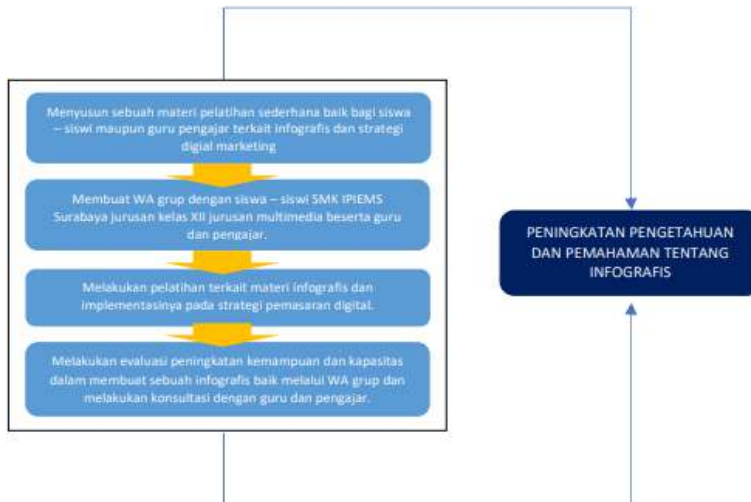 Menyusun sebuah materi pelatihan sederhana baik bagi siswa
– siswi maupun guru pengajar terkait infografis dan strategi
digial marketing
Membuat WA grup dengan siswa – siswi SMK IPIEMS
Surabaya jurusan kelas XII jurusan multimedia beserta guru
dan pengajar.
Melakukan pelatihan terkait materi infografis dan
implementasinya pada strategi pemasaran digital.
Melakukan evaluasi peningkatan kemampuan dan kapasitas
dalam membuat sebuah infografis baik melalui WA grup dan
melakukan konsultasi dengan guru dan pengajar.
PENINGKATAN PENGETAHUAN
DAN PEMAHAMAN TENTANG
INFOGRAFIS